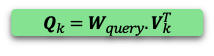 Q_k = W_query.V_k^T